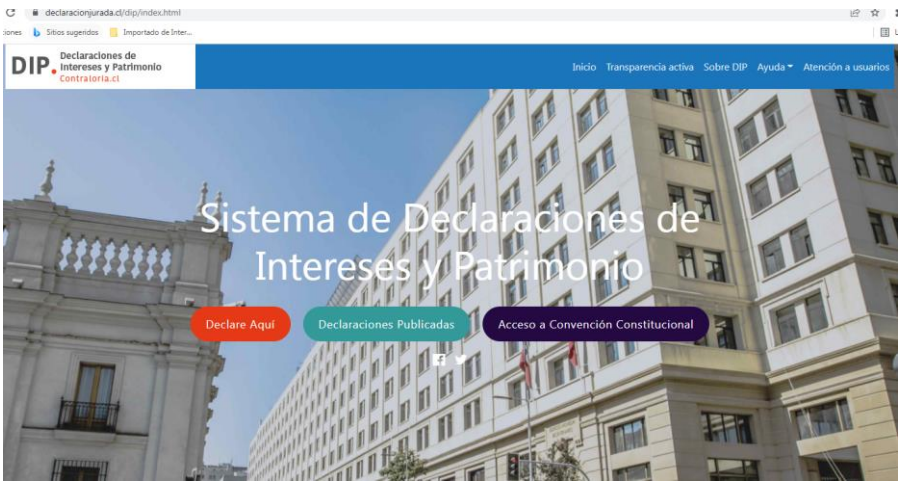 declaracionjurada.cl/dip/index.html
Sitios sugeridos Importado de Inter...
DIP.
Declaraciones de
Intereses y Patrimonio
Contraloria.cl
Inicio Transparencia activa Sobre DIP Ayuda Atención a usuarios
Sistema de Declaraciones de
Intereses y Patrimonio
Declare Aquí Declaraciones Publicadas Acceso a Convención Constitucional